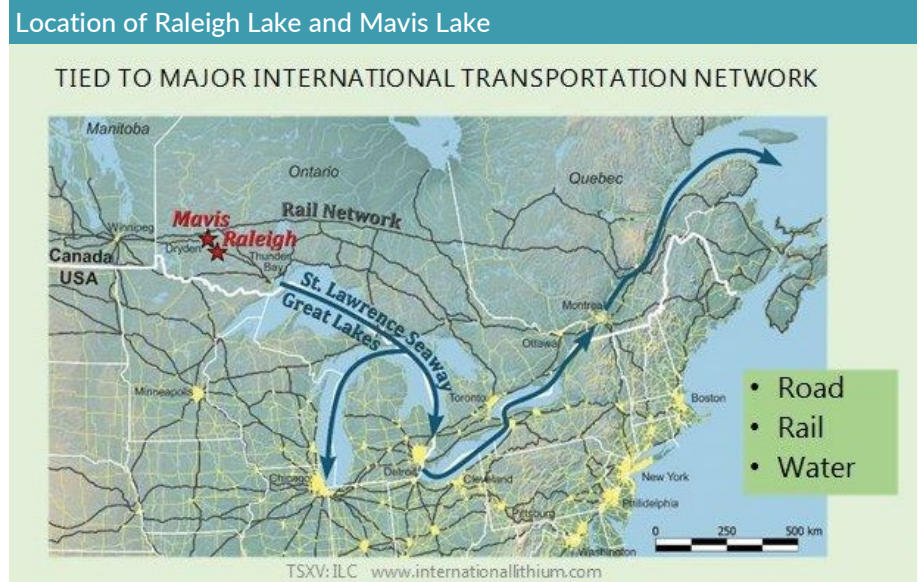 Location of Raleigh Lake and Mavis Lake
TIED TO MAJOR INTERNATIONAL TRANSPORTATION NETWORK
Manitoba
Ontario
Quebec
Rail Network
Mavis
Raleigh
Winnipeg
Dryden
Thunder
Bay
Canada
USA
St. Lawrence Seaway
Great Lakes
Montreal
Ottawa
Toronto
Minneapolis
Boston
Detroit
Chicago
Cleveland
New York
Philidelphia
Pittsburg
Washington
• Road
• Rail
• Water
0 250 500 km
TSXV: ILC www.internationallithium.com